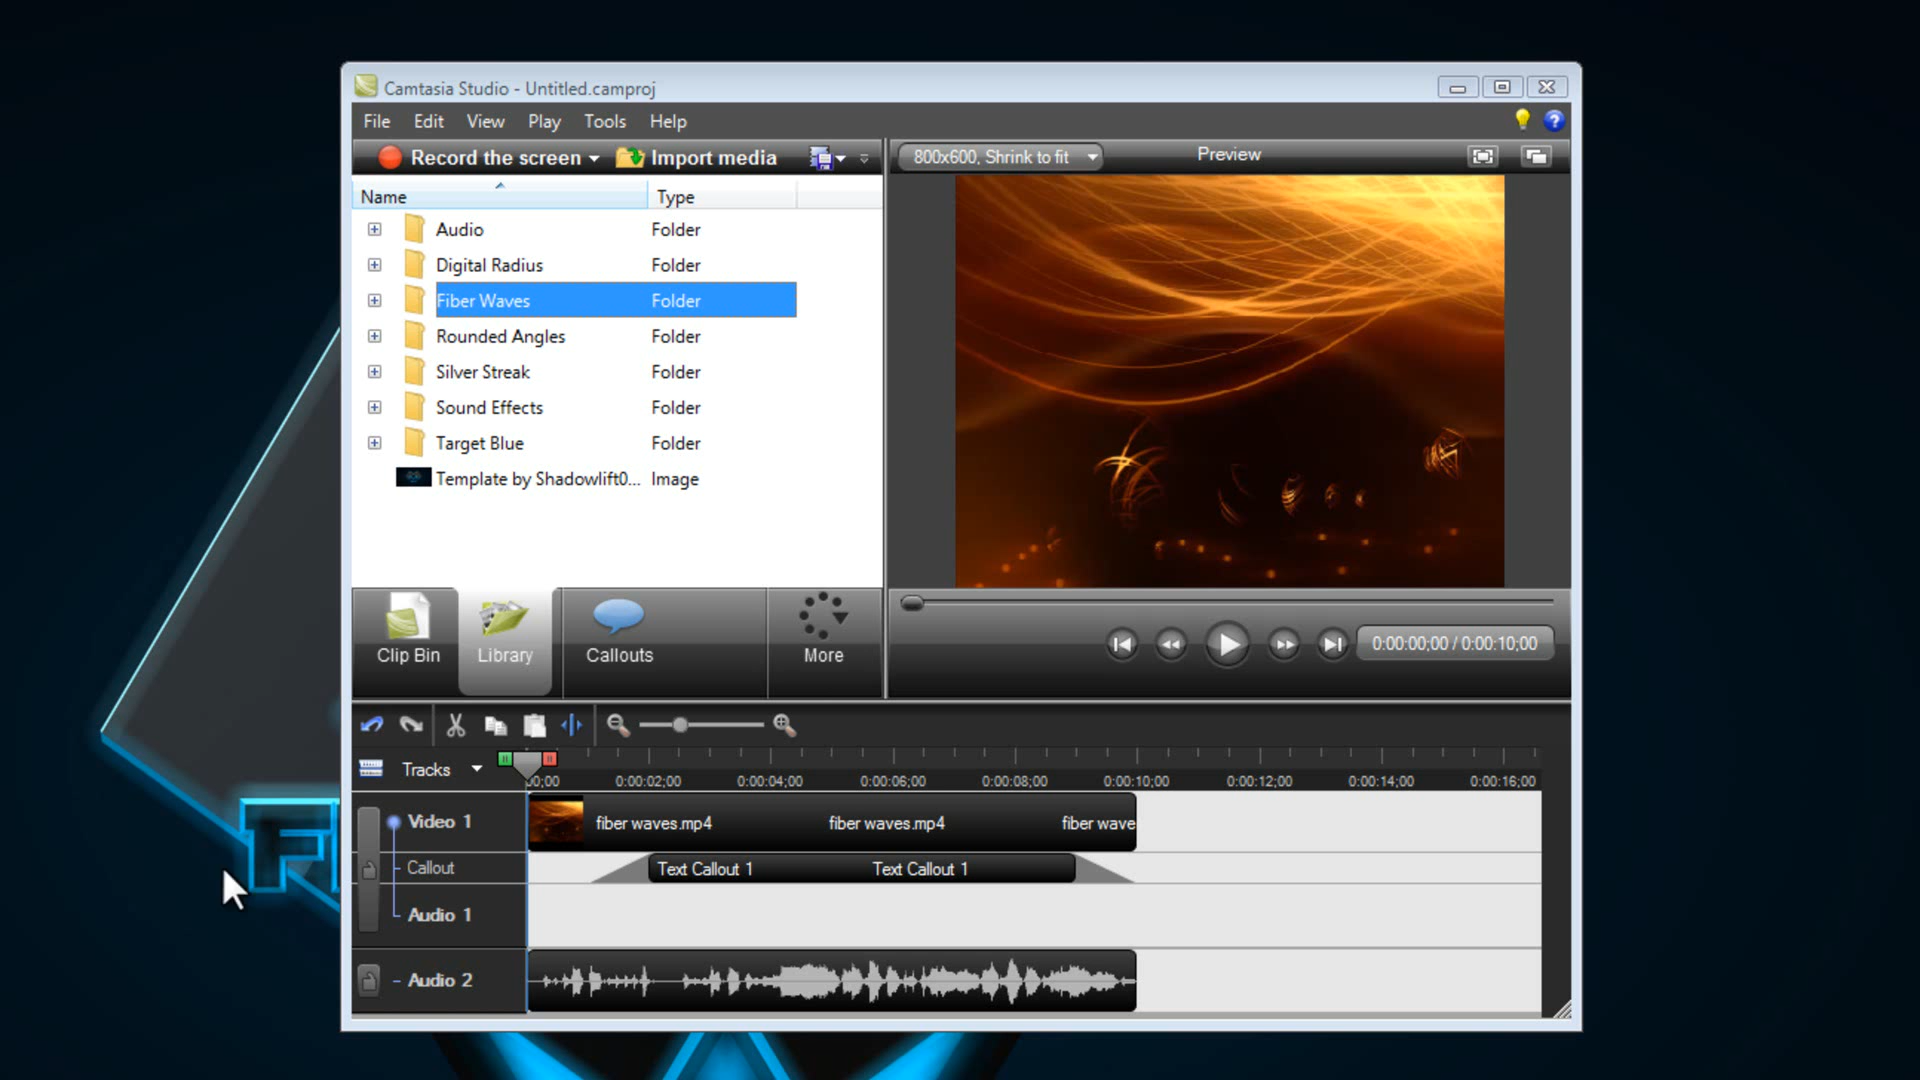 Camtasia Studio - Untitled.camproj
File Edit View Play Tools Help
Record the screen Import media
800x600, Shrink to fit Preview
Name Type
Audio Folder
Digital Radius Folder
Fiber Waves Folder
Rounded Angles Folder
Silver Streak Folder
Sound Effects Folder
Target Blue Folder
Template by Shadowlift0... Image
Clip Bin Library Callouts More
0:00:00;00 / 0:00:10;00
Tracks
00;00 0:00:02;00 0:00:04;00 0:00:06;00 0:00:08;00 0:00:10;00 0:00:12;00 0:00:14;00 0:00:16;00
Video 1 fiber waves.mp4 fiber waves.mp4 fiber wave
Callout Text Callout 1 Text Callout 1
Audio 1
Audio 2